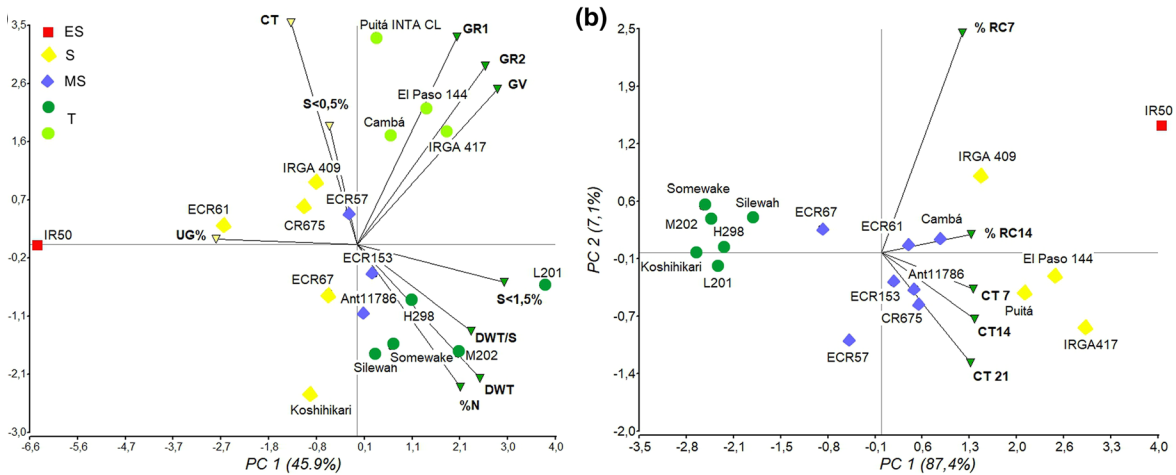 (b)
3,5
2,6
1,6
0,7
-0,2
-1,1
-2,1
-3,0
ES
S
MS
T
CT
Puitá INTA CL
GR1
GR2
GV
El Paso 144
S<0,5%
Cambá
IRGA 417
IRGA 409
ECR57
ECR61
CR675
UG%
IR50
ECR153
ECR67
L201
Ant11786
S<1,5%
H298
DWT/S
Somewake
M202
Silewah
DWT
%N
Koshihikari
-6,6
-5,7
-4,7
-3,7
-2,7
-1,8
-0,8
0,1
1,1
2,1
3,0
4,0
PC 1 (45.9%)
PC 2 (7,1%)
2,5
1,9
1,2
0,6
-0,1
-0,7
-1,4
-2,0
% RC7
IR50
IRGA 409
Somewake
Silewah
M202
ECR67
ECR61
Cambá
H298
% RC14
Koshihikari
El Paso 144
L201
Ant11786
ECR153
CT 7
Puitá
CR675
CT14
IRGA417
ECR57
CT 21
-3,5
-2,8
-2,1
-1,5
-0,8
-0,1
0,6
1,3
2,0
2,6
3,3
4,0
PC 1 (87,4%)